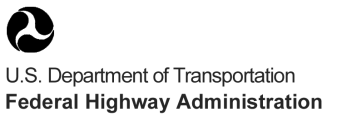 U.S. Department of Transportation
Federal Highway Administration